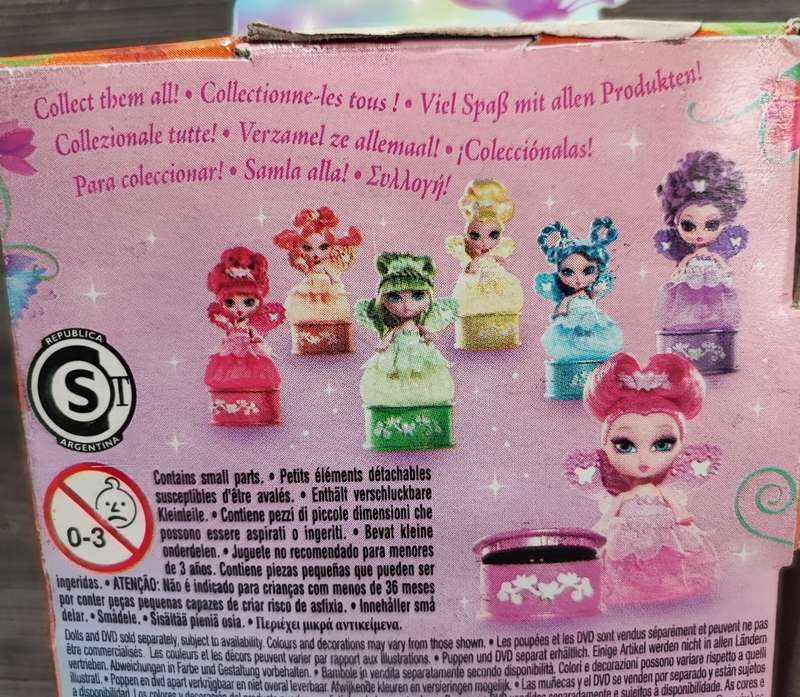 Collect them all! • Collectionne-les tous ! • Viel Spaß mit allen Produkten!
Collezionale tutte! • Verzamel ze allemaal! • ¡Colecciónalas!
Para coleccionar! • Samla alla! • Συλλογή!
REPUBLICA
S T
ARGENTINA
0-3
Contains small parts. • Petits éléments détachables
susceptibles d'être avalés. • Enthält verschluckbare
Kleinteile. • Contiene pezzi di piccole dimensioni che
possono essere aspirati o ingeriti. • Bevat kleine
onderdelen. • Juguete no recomendado para menores
de 3 años. Contiene piezas pequeñas que pueden ser
ingeridas. • ATENÇÃO: Não é indicado para crianças com menos de 36 meses
por conter peças pequenas capazes de criar risco de asfixia. • Innehåller små
delar. • Smådele. • Sisältää pieniä osia. • Περιέχει μικρά αντικείμενα.
Dolls and DVD sold separately, subject to availability. Colours and decorations may vary from those shown. • Les poupées et les DVD sont vendus séparément et peuvent ne pas
être commercialisés. Les couleurs et les décors peuvent varier par rapport aux illustrations. • Puppen und DVD separat erhältlich. Einige Artikel werden nicht in allen Ländern
vertrieben. Abweichungen in Farbe und Gestaltung vorbehalten. • Bambole in vendita separatamente secondo disponibilità. Colori e decorazioni possono variare rispetto a quelli
illustrati. • Poppen en dvd apart verkrijgbaar en niet overal leverbaar. Afwijkende kleuren en versieringen mogelijk. • Las muñecas y el DVD se venden por separado y están sujetos
a disponibilidad. Los colores y decoraciones